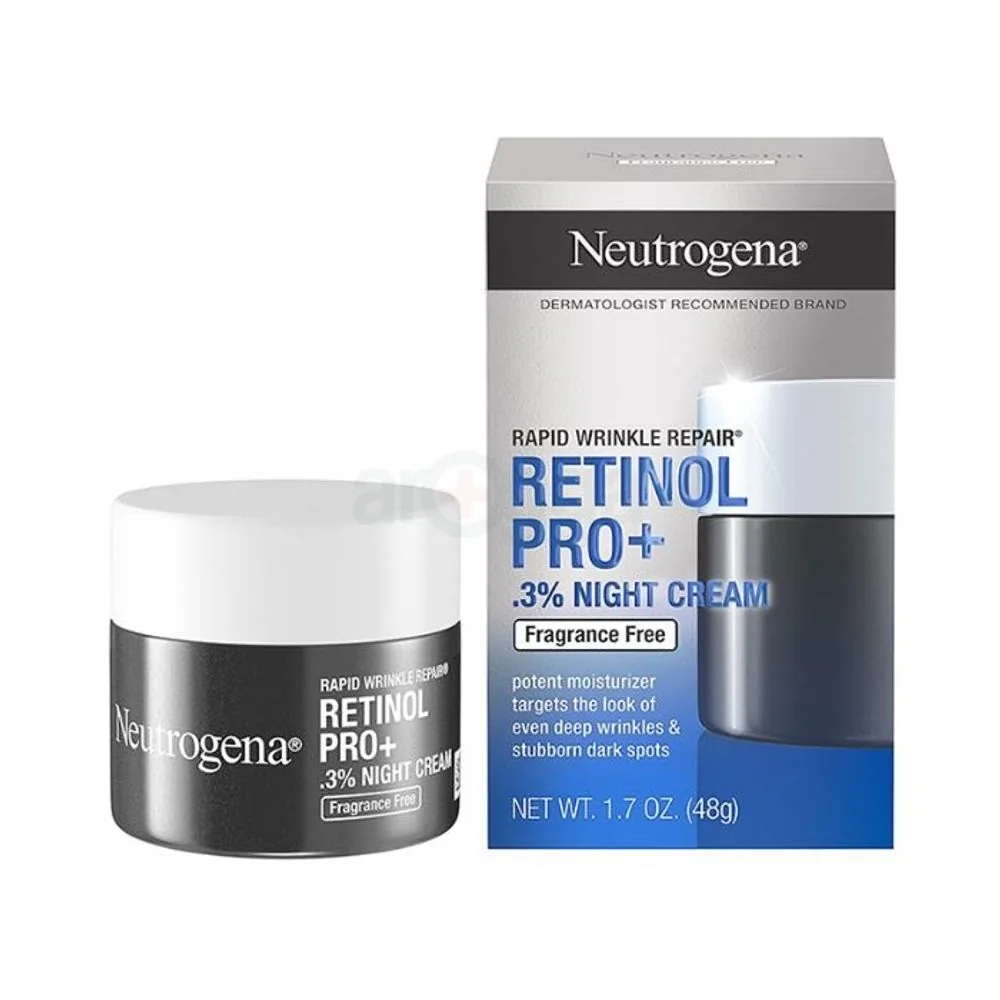 Neutrogena
Neutrogena®
DERMATOLOGIST RECOMMENDED BRAND
RAPID WRINKLE REPAIR®
RETINOL
PRO+
.3% NIGHT CREAM
Fragrance Free
potent moisturizer
targets the look of
even deep wrinkles &
stubborn dark spots
NET WT. 1.7 OZ. (48g)
Neutrogena®
RAPID WRINKLE REPAIR®
RETINOL
PRO+
.3% NIGHT CREAM
Fragrance Free